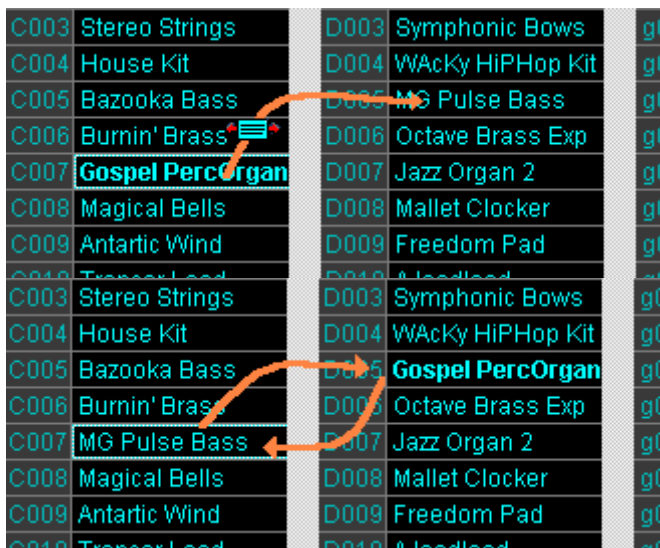 C003 Stereo Strings D003 Symphonic Bows
C004 House Kit D004 WAcKy HiPHop Kit
C005 Bazooka Bass D005 MG Pulse Bass
C006 Burnin' Brass D006 Octave Brass Exp
C007 Gospel PercOrgan D007 Jazz Organ 2
C008 Magical Bells D008 Mallet Clocker
C009 Antartic Wind D009 Freedom Pad
C003 Stereo Strings D003 Symphonic Bows
C004 House Kit D004 WAcKy HiPHop Kit
C005 Bazooka Bass D005 Gospel PercOrgan
C006 Burnin' Brass D006 Octave Brass Exp
C007 MG Pulse Bass D007 Jazz Organ 2
C008 Magical Bells D008 Mallet Clocker
C009 Antartic Wind D009 Freedom Pad